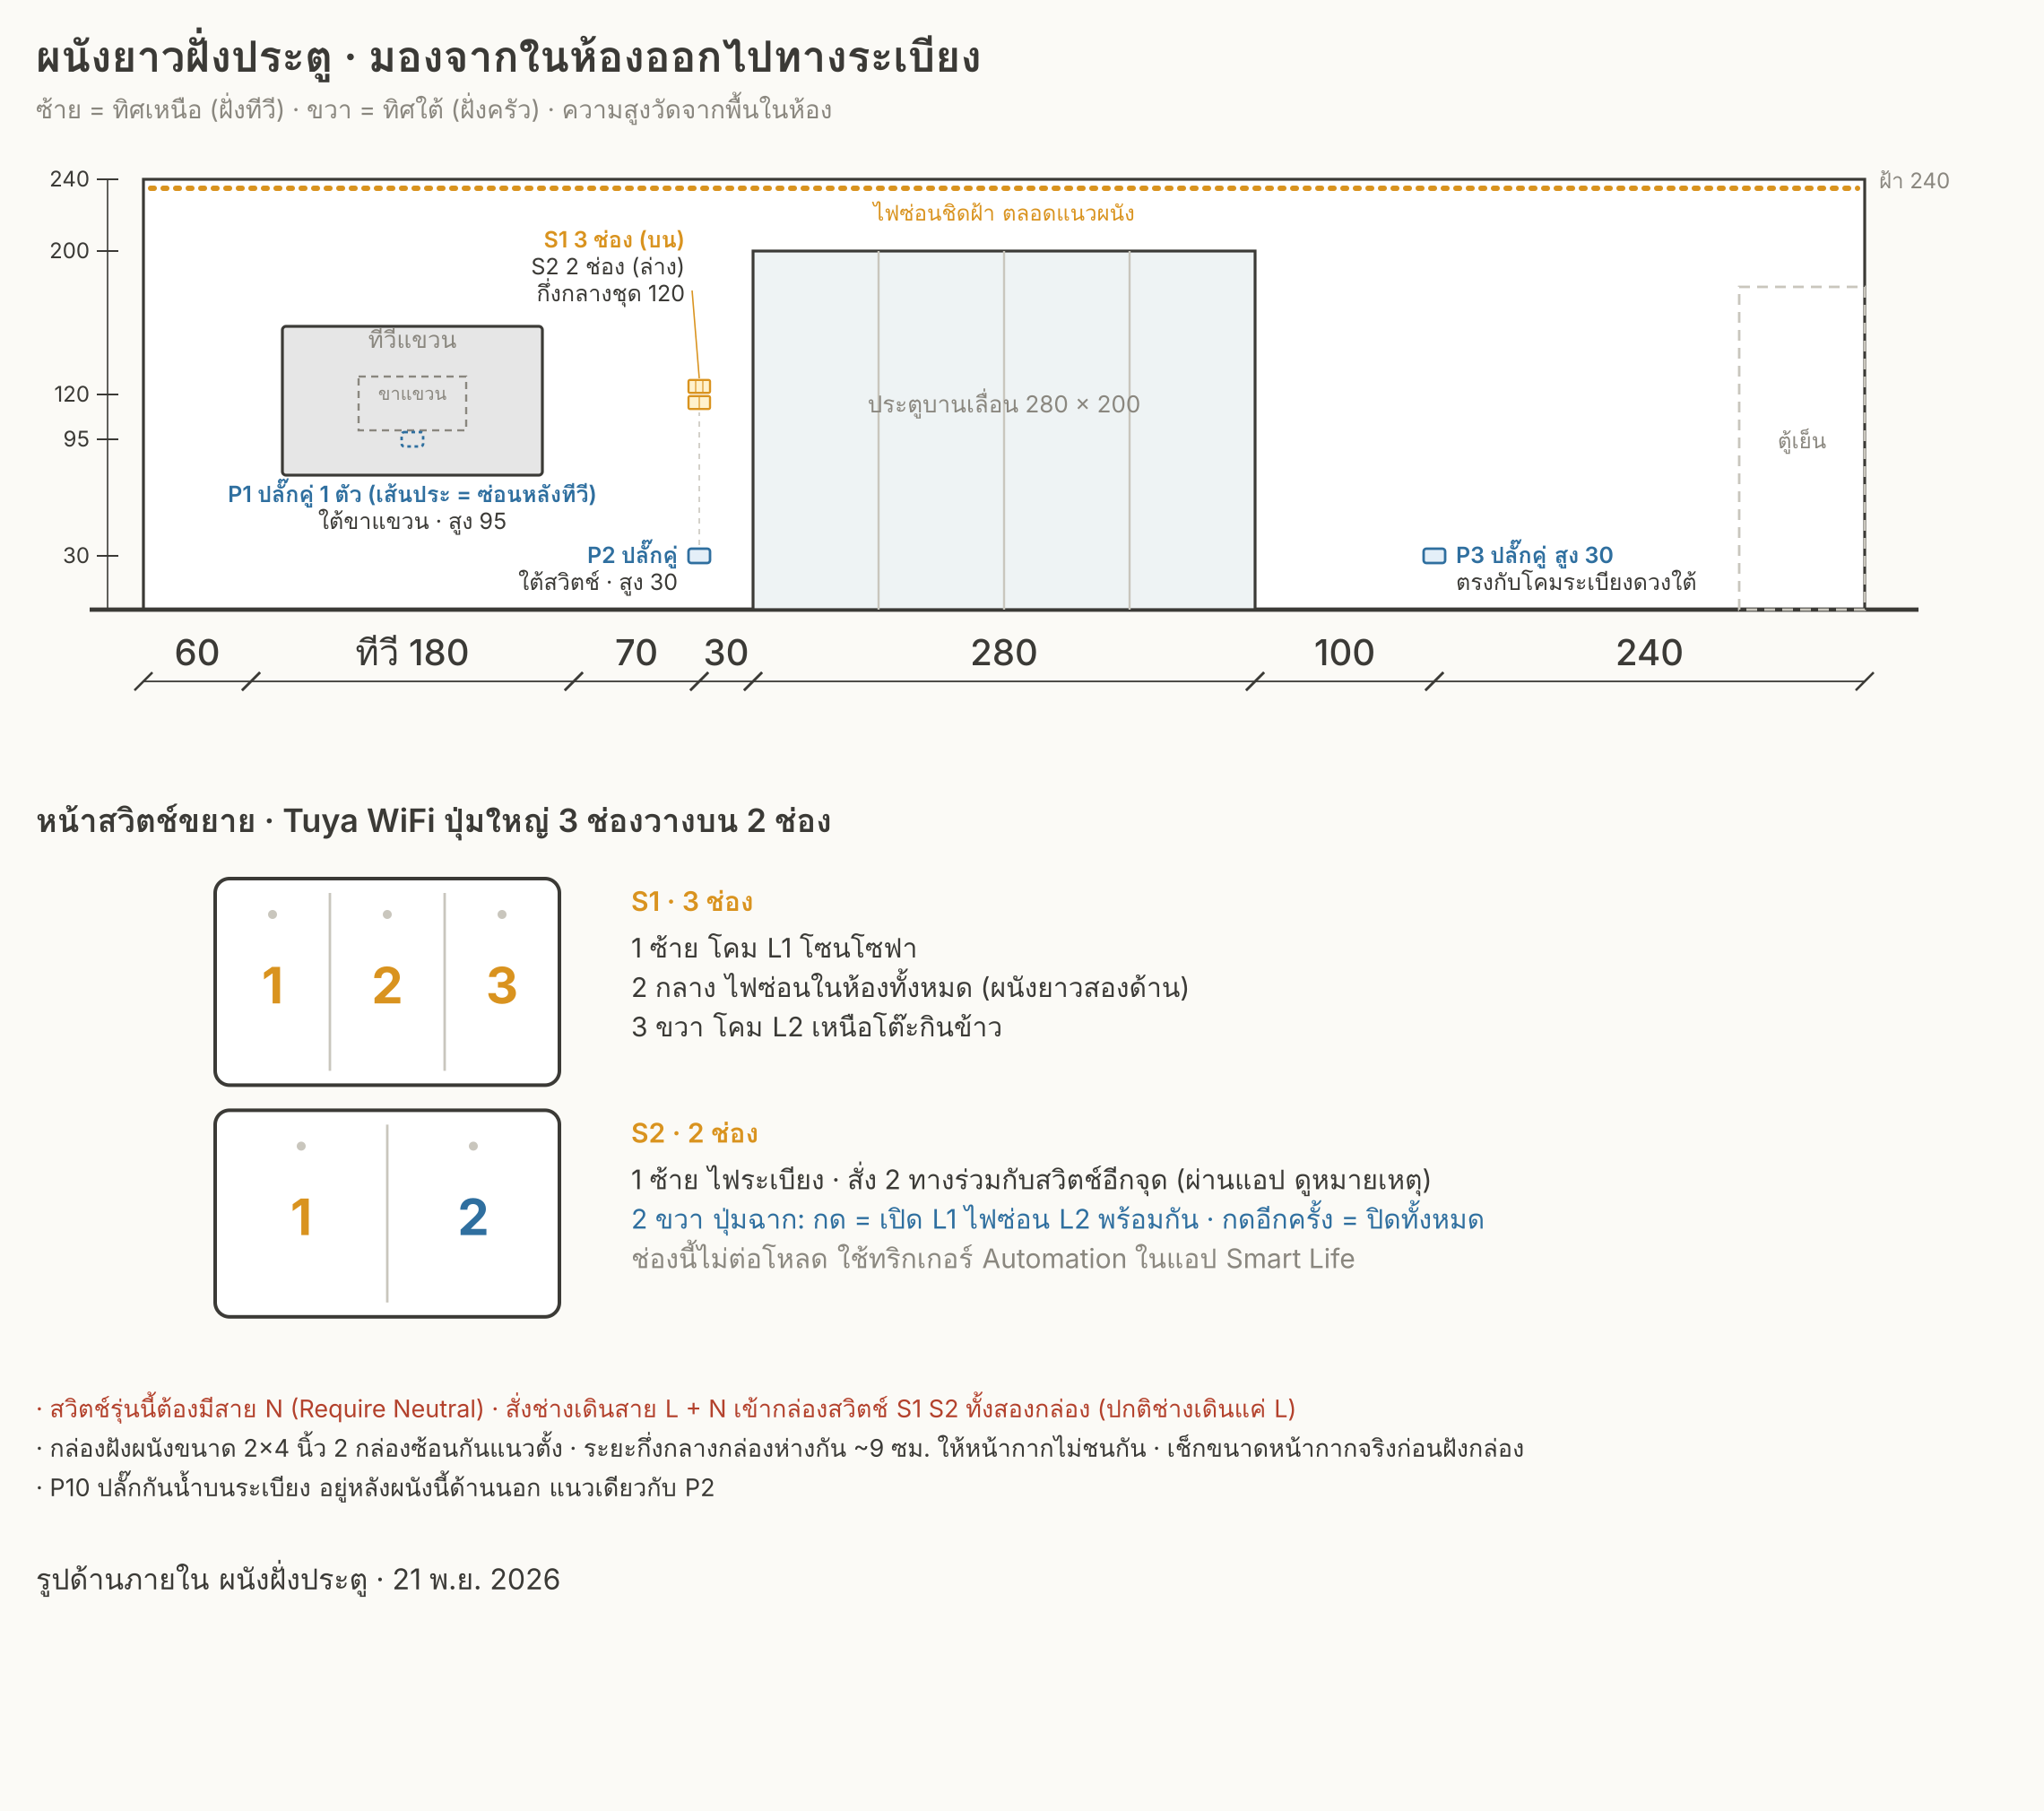 ผนังยาวฝั่งประตู · มองจากในห้องออกไปทางระเบียง
ซ้าย = ทิศเหนือ (ฝั่งทีวี) · ขวา = ทิศใต้ (ฝั่งครัว) · ความสูงวัดจากพื้นในห้อง
240
ฝ้า 240
ไฟซ่อนชิดฝ้า ตลอดแนวผนัง
200
S1 3 ช่อง (บน)
S2 2 ช่อง (ล่าง)
กึ่งกลางชุด 120
ทีวีแขวน
ขาแขวน
120
ประตูบานเลื่อน 280 × 200
95
ตู้เย็น
P1 ปลั๊กคู่ 1 ตัว (เส้นประ = ซ่อนหลังทีวี)
ใต้ขาแขวน · สูง 95
30
P2 ปลั๊กคู่
ใต้สวิตช์ · สูง 30
P3 ปลั๊กคู่ สูง 30
ตรงกับโคมระเบียงดวงใต้
60 ทีวี 180 70 30 280 100 240
หน้าสวิตช์ขยาย · Tuya WiFi ปุ่มใหญ่ 3 ช่องวางบน 2 ช่อง
1 2 3
S1 · 3 ช่อง
1 ซ้าย โคม L1 โซนโซฟา
2 กลาง ไฟซ่อนในห้องทั้งหมด (ผนังยาวสองด้าน)
3 ขวา โคม L2 เหนือโต๊ะกินข้าว
1 2
S2 · 2 ช่อง
1 ซ้าย ไฟระเบียง · สั่ง 2 ทางร่วมกับสวิตช์อีกจุด (ผ่านแอป ดูหมายเหตุ)
2 ขวา ปุ่มฉาก: กด = เปิด L1 ไฟซ่อน L2 พร้อมกัน · กดอีกครั้ง = ปิดทั้งหมด
ช่องนี้ไม่ต่อโหลด ใช้ทริกเกอร์ Automation ในแอป Smart Life
· สวิตช์รุ่นนี้ต้องมีสาย N (Require Neutral) · สั่งช่างเดินสาย L + N เข้ากล่องสวิตช์ S1 S2 ทั้งสองกล่อง (ปกติช่างเดินแค่ L)
· กล่องฝังผนังขนาด 2×4 นิ้ว 2 กล่องซ้อนกันแนวตั้ง · ระยะกึ่งกลางกล่องห่างกัน ~9 ซม. ให้หน้ากากไม่ชนกัน · เช็กขนาดหน้ากากจริงก่อนฝังกล่อง
· P10 ปลั๊กกันน้ำบนระเบียง อยู่หลังผนังนี้ด้านนอก แนวเดียวกับ P2
รูปด้านภายใน ผนังฝั่งประตู · 21 พ.ย. 2026